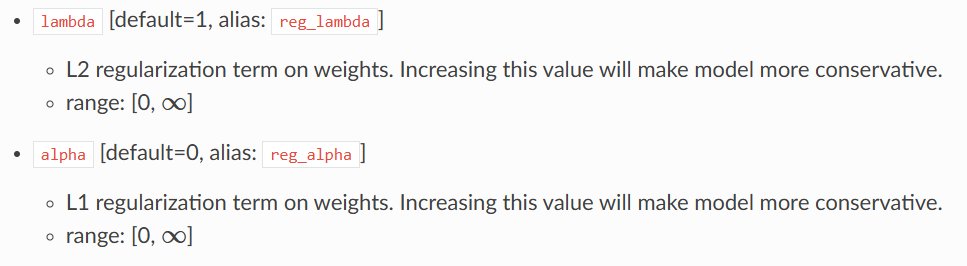 • lambda [default=1, alias: reg_lambda]
◦ L2 regularization term on weights. Increasing this value will make model more conservative.
◦ range: [0, ∞]
• alpha [default=0, alias: reg_alpha ]
◦ L1 regularization term on weights. Increasing this value will make model more conservative.
◦ range: [0, ∞]